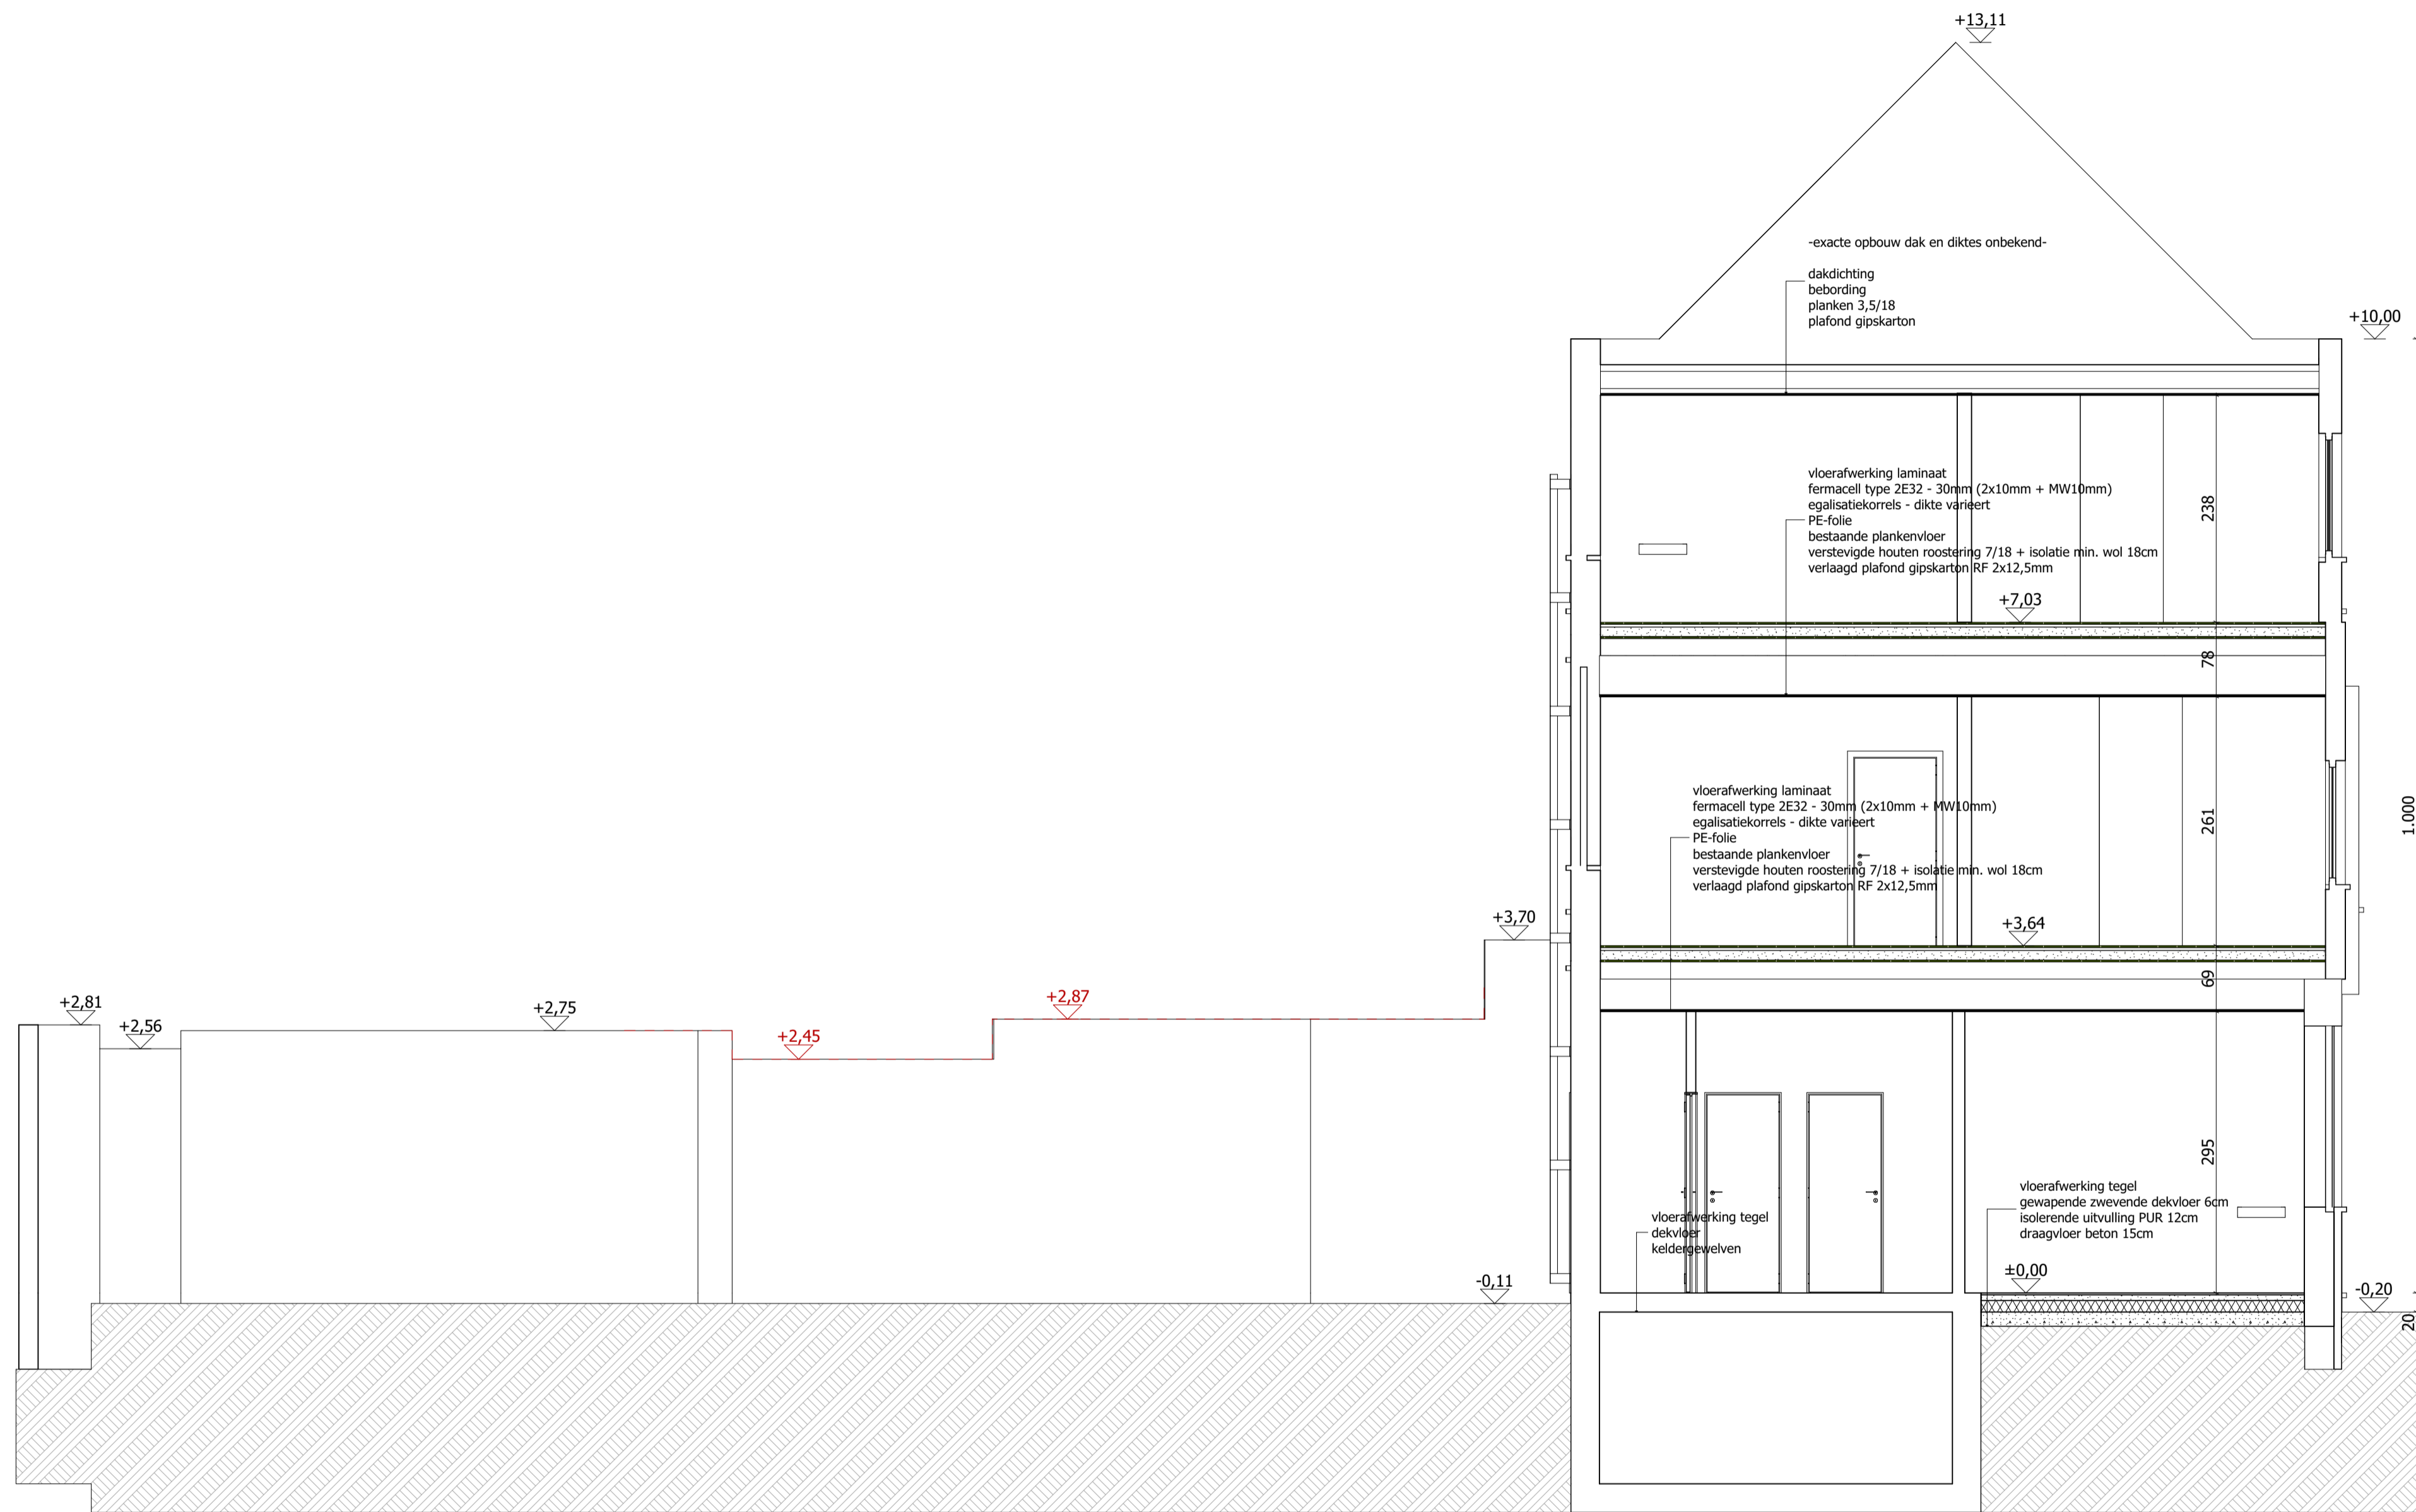 +13,11
-exacte opbouw dak en diktes onbekend-
dakdichting
bebording
planken 3,5/18
plafond gipskarton
+10,00
vloerafwerking laminaat
fermacell type 2E32 - 30mm (2x10mm + MW10mm)
egalisatiekorrels - dikte varieert
PE-folie
bestaande plankenvloer
verstevigde houten roostering 7/18 + isolatie min. wol 18cm
verlaagd plafond gipskarton RF 2x12,5mm
238
+7,03
78
vloerafwerking laminaat
fermacell type 2E32 - 30mm (2x10mm + MW10mm)
egalisatiekorrels - dikte varieert
PE-folie
bestaande plankenvloer
verstevigde houten roostering 7/18 + isolatie min. wol 18cm
verlaagd plafond gipskarton RF 2x12,5mm
261
1.000
+3,70
+3,64
69
+2,81
+2,56
+2,75
+2,45
+2,87
295
vloerafwerking tegel
gewapende zwevende dekvloer 6cm
isolerende uitvulling PUR 12cm
draagvloer beton 15cm
vloerafwerking tegel
dekvloer
keldergewelven
-0,11
±0,00
-0,20
20